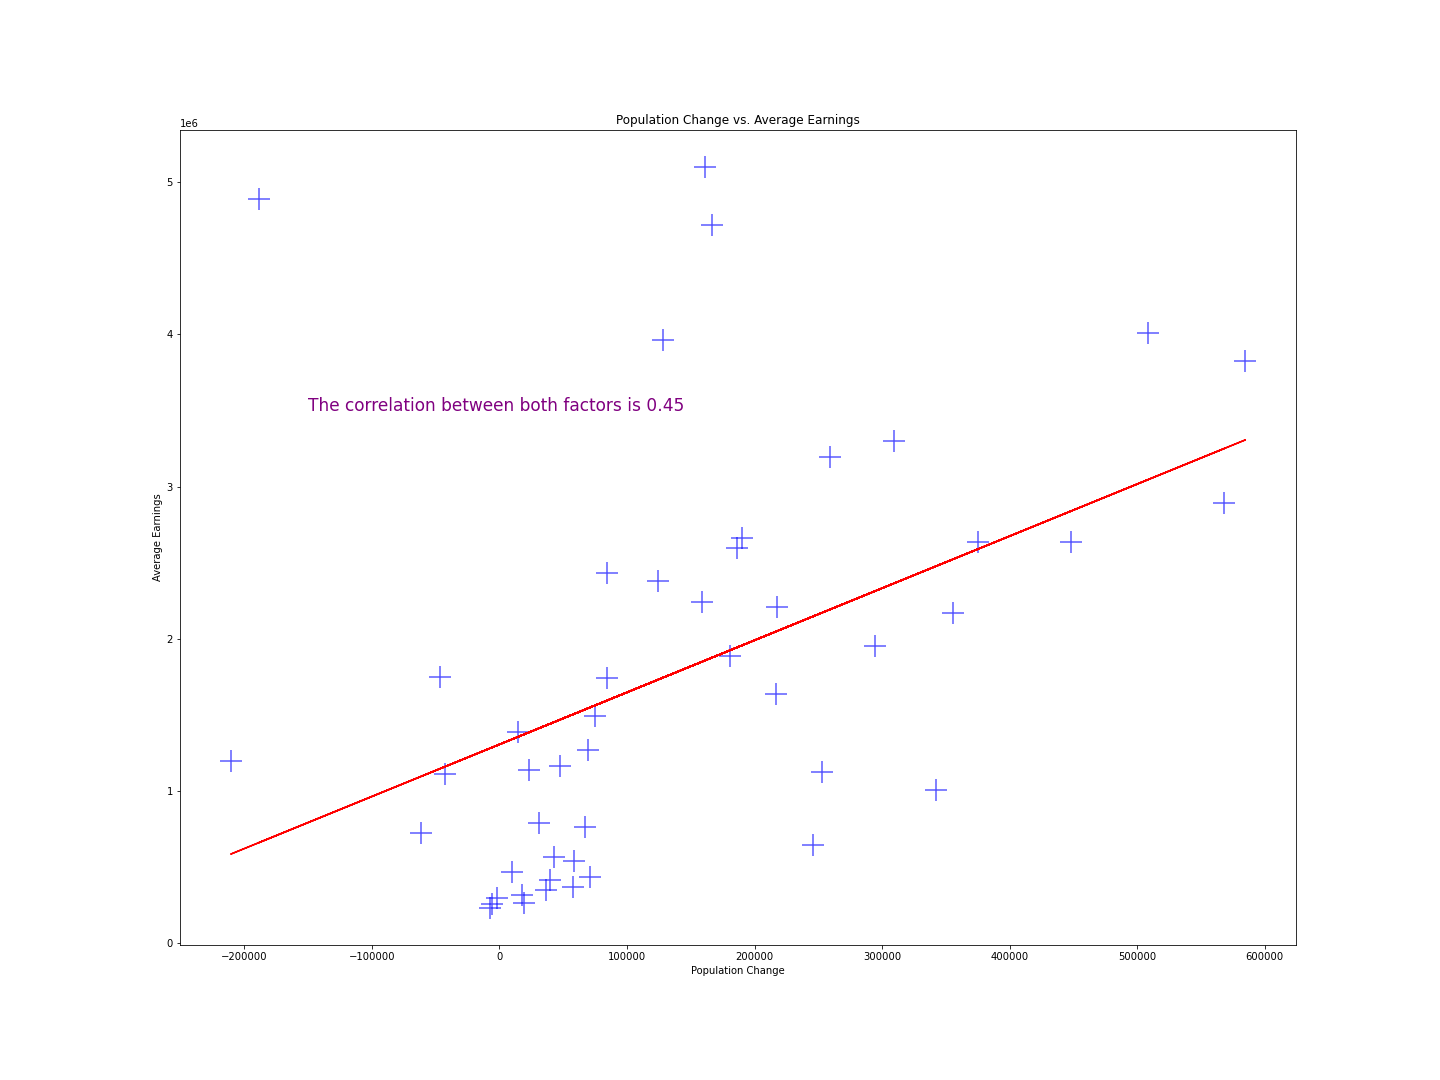 Population Change vs. Average Earnings
1e6
5
4
The correlation between both factors is 0.45
3
Average Earnings
2
1
0
−200000 −100000 0 100000 200000 300000 400000 500000 600000
Population Change